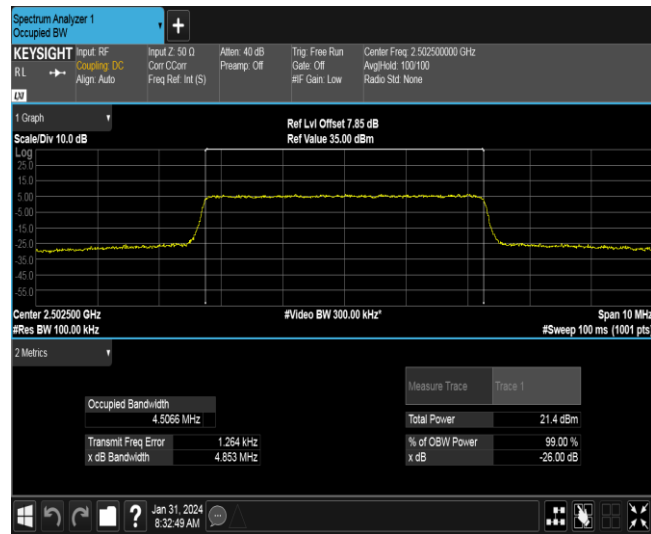 Spectrum Analyzer 1
Occupied BW
KEYSIGHT
RL
LXI
Input: RF
Coupling: DC
Align: Auto
Input Z: 50 Ω
Corr CCorr
Freq Ref: Int (S)
Atten: 40 dB
Preamp: Off
Trig: Free Run
Gate: Off
#IF Gain: Low
Center Freq: 2.502500000 GHz
Avg|Hold: 100/100
Radio Std: None
1 Graph
Scale/Div 10.0 dB
Ref Lvl Offset 7.85 dB
Ref Value 35.00 dBm
Log
25.0
15.0
5.00
-5.00
-15.0
-25.0
-35.0
-45.0
-55.0
Center 2.502500 GHz
#Res BW 100.00 kHz
#Video BW 300.00 kHz*
Span 10 MHz
#Sweep 100 ms (1001 pts)
2 Metrics
Occupied Bandwidth
4.5066 MHz
Transmit Freq Error 1.264 kHz
x dB Bandwidth 4.853 MHz
Measure Trace Trace 1
Total Power 21.4 dBm
% of OBW Power 99.00 %
x dB -26.00 dB
Jan 31, 2024
8:32:49 AM